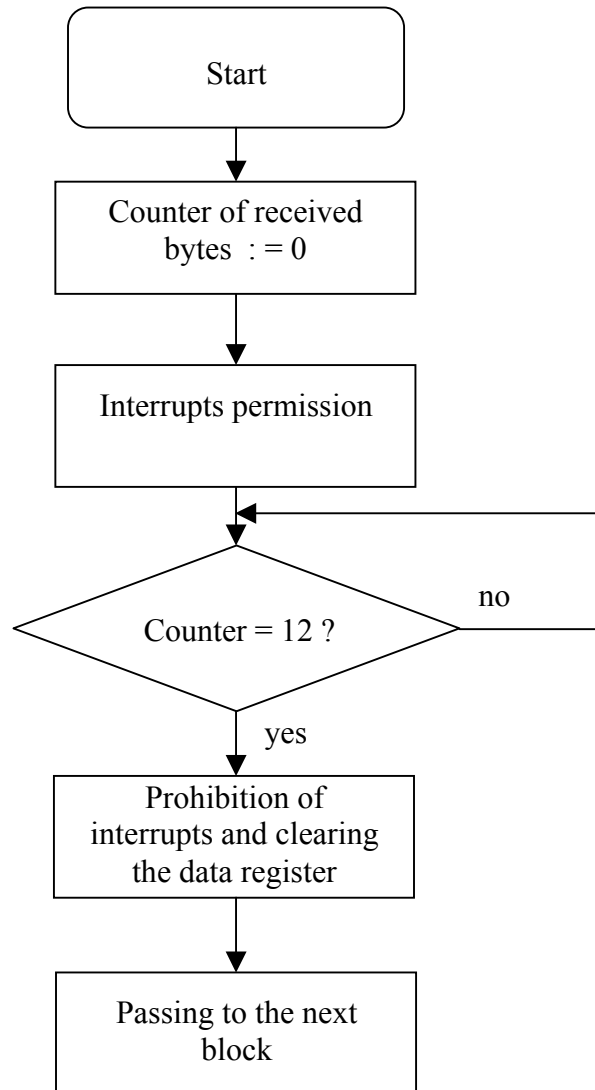 Start
Counter of received
bytes : = 0
Interrupts permission
Counter = 12 ?
no
yes
Prohibition of
interrupts and clearing
the data register
Passing to the next
block